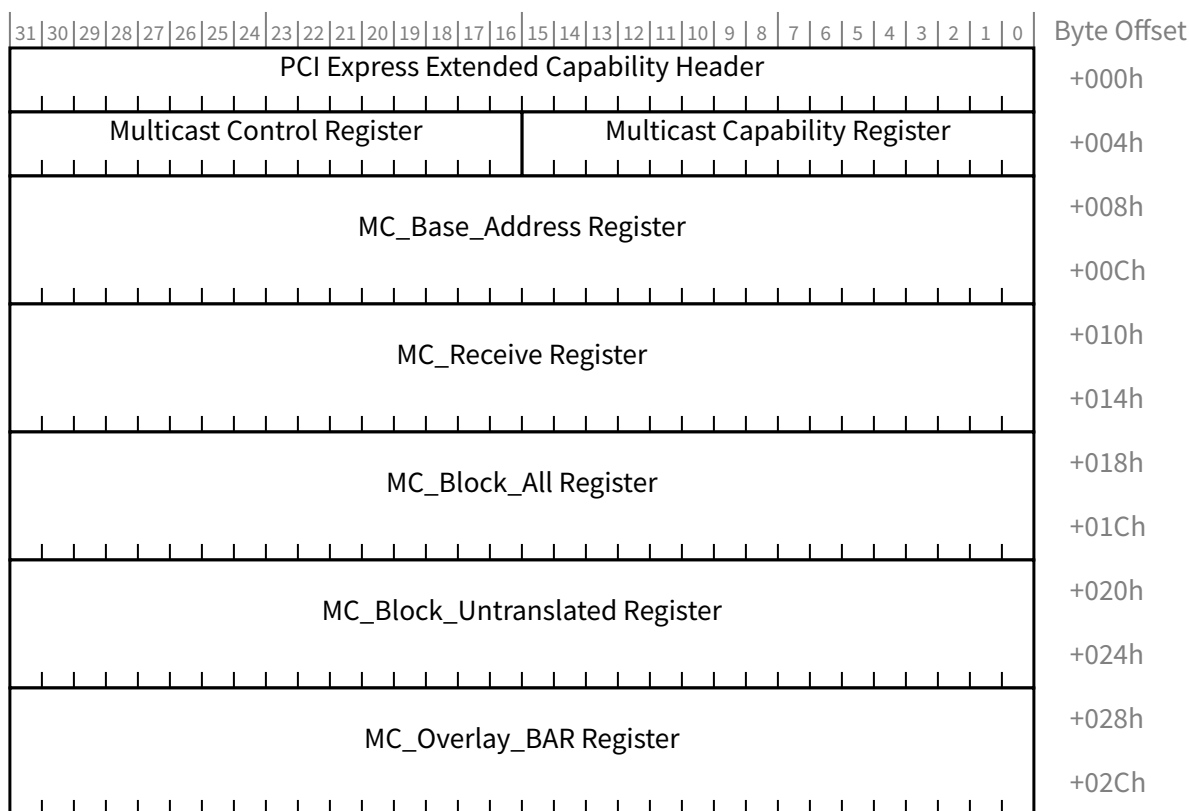 31 30 29 28 27 26 25 24 23 22 21 20 19 18 17 16 15 14 13 12 11 10 9 8 7 6 5 4 3 2 1 0 Byte Offset
PCI Express Extended Capability Header +000h
Multicast Control Register Multicast Capability Register +004h
+008h
MC_Base_Address Register
+00Ch
+010h
MC_Receive Register
+014h
+018h
MC_Block_All Register
+01Ch
+020h
MC_Block_Untranslated Register
+024h
+028h
MC_Overlay_BAR Register
+02Ch